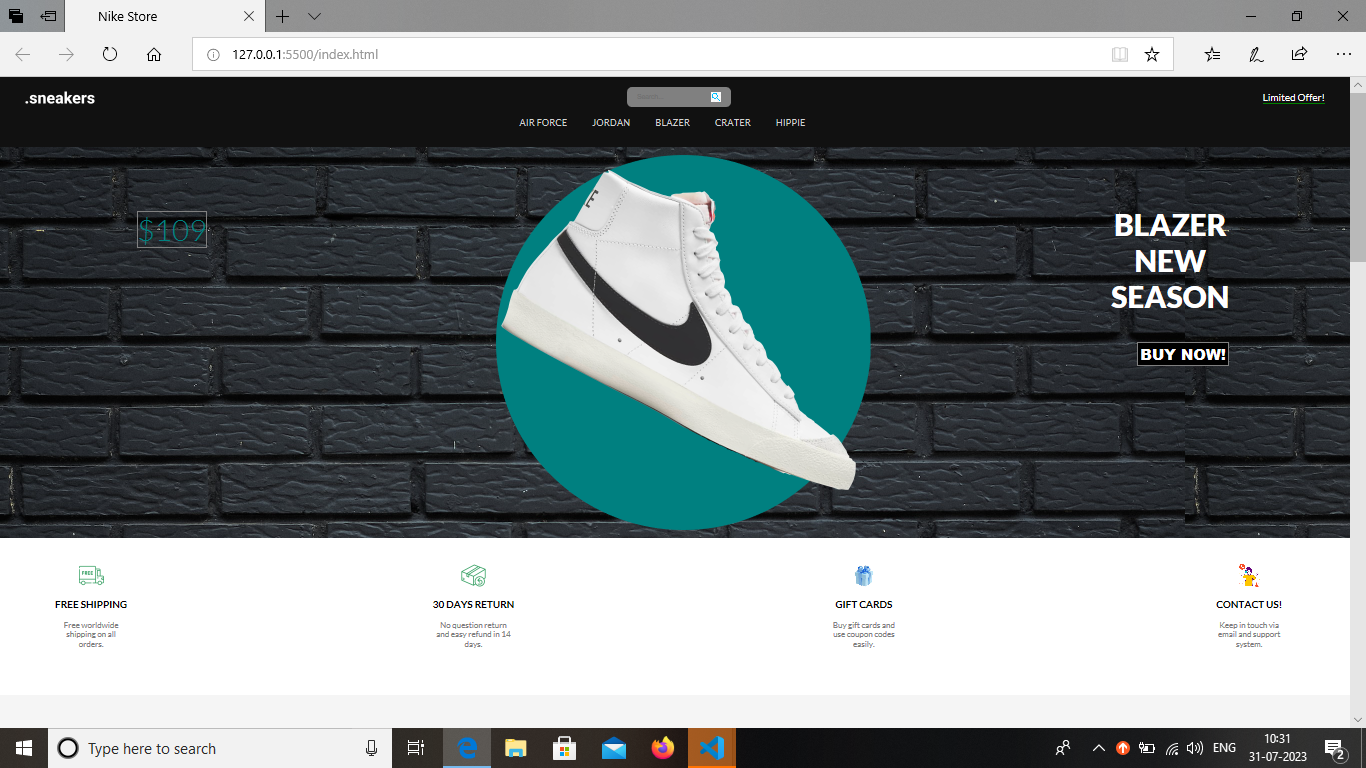 Nike Store
127.0.0.1:5500/index.html
.sneakers
Search...
Limited Offer!
AIR FORCE JORDAN BLAZER CRATER HIPPIE
$109
BLAZER
NEW
SEASON
BUY NOW!
FREE
FREE SHIPPING
Free worldwide
shipping on all
orders.
30 DAYS RETURN
No question return
and easy refund in 14
days.
GIFT CARDS
Buy gift cards and
use coupon codes
easily.
CONTACT US!
Keep in touch via
email and support
system.
Type here to search
ENG
10:31
31-07-2023
2